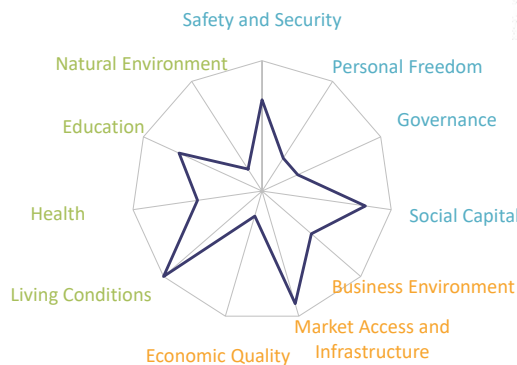 Safety and Security
Natural Environment
Personal Freedom
Education
Governance
Health
Social Capital
Living Conditions
Business Environment
Market Access and
Infrastructure
Economic Quality